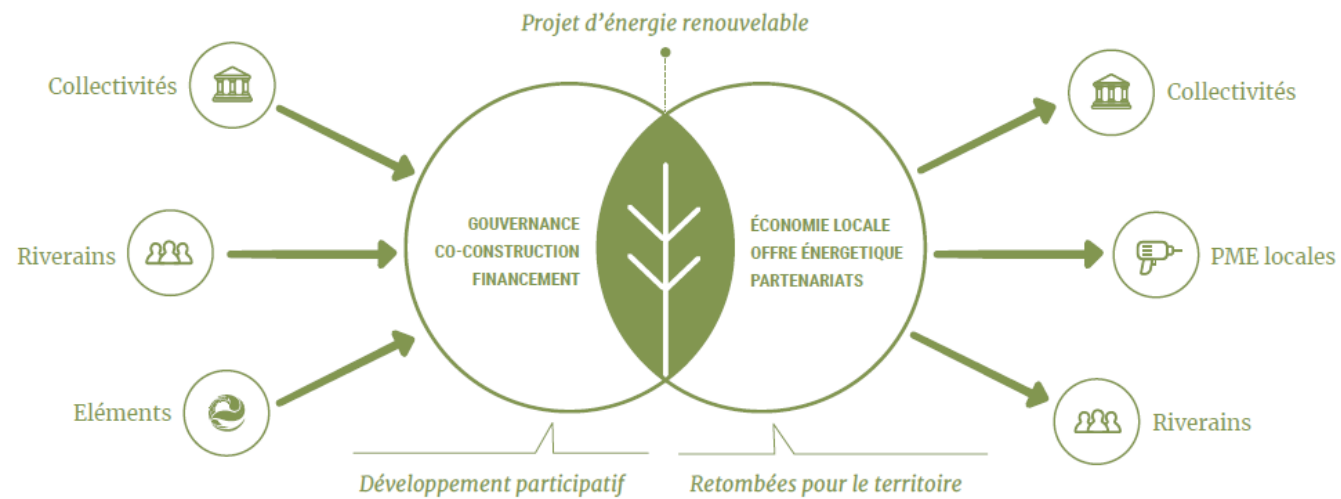 Projet d'énergie renouvelable
Collectivités
Riverains
Eléments
GOUVERNANCE
CO-CONSTRUCTION
FINANCEMENT
ÉCONOMIE LOCALE
OFFRE ÉNERGETIQUE
PARTENARIATS
Collectivités
PME locales
Riverains
Développement participatif
Retombées pour le territoire